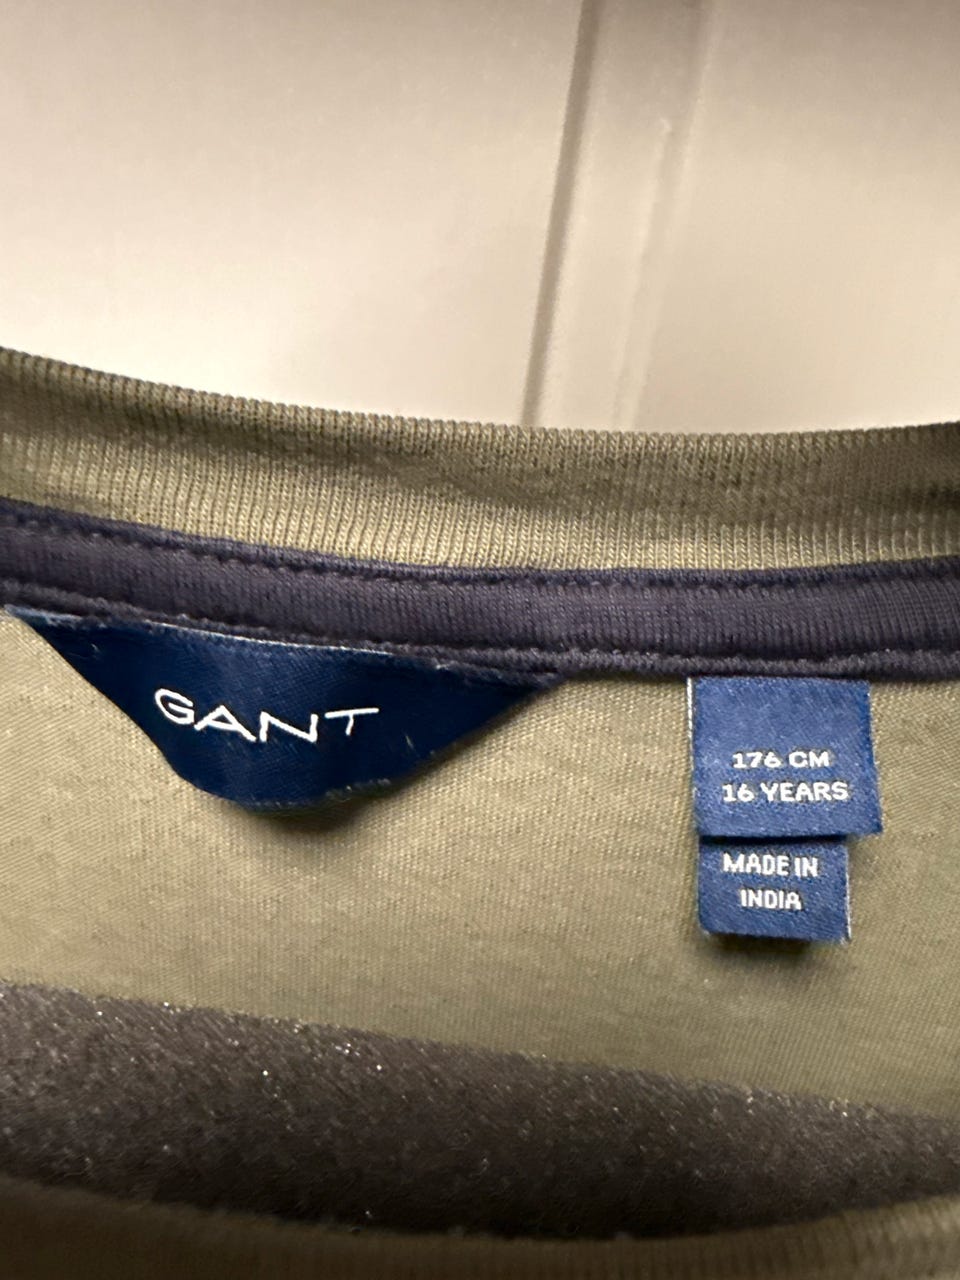 GANT
176 CM
16 YEARS
MADE IN
INDIA